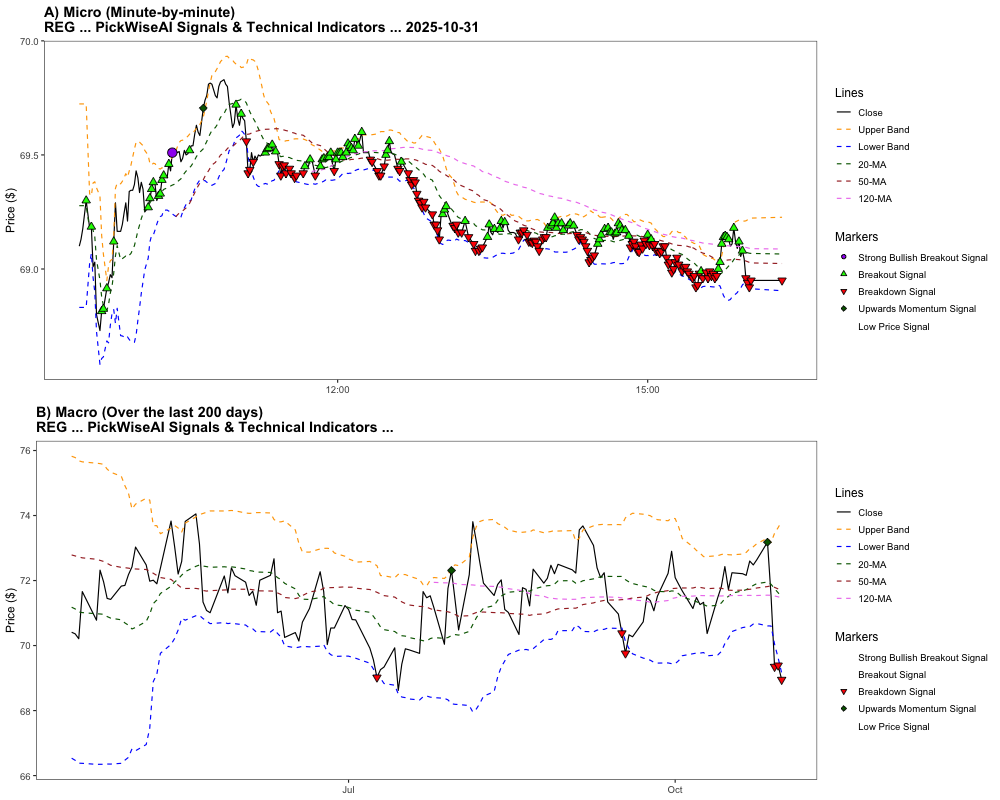 A) Micro (Minute-by-minute)
REG ... PickWiseAI Signals & Technical Indicators ... 2025-10-31
70.0
69.5
69.0
Price ($)
12:00
15:00
Lines
Close
Upper Band
Lower Band
20-MA
50-MA
120-MA
Markers
Strong Bullish Breakout Signal
Breakout Signal
Breakdown Signal
Upwards Momentum Signal
Low Price Signal
B) Macro (Over the last 200 days)
REG ... PickWiseAI Signals & Technical Indicators ...
76
74
72
70
68
66
Price ($)
Jul
Oct
Lines
Close
Upper Band
Lower Band
20-MA
50-MA
120-MA
Markers
Strong Bullish Breakout Signal
Breakout Signal
Breakdown Signal
Upwards Momentum Signal
Low Price Signal